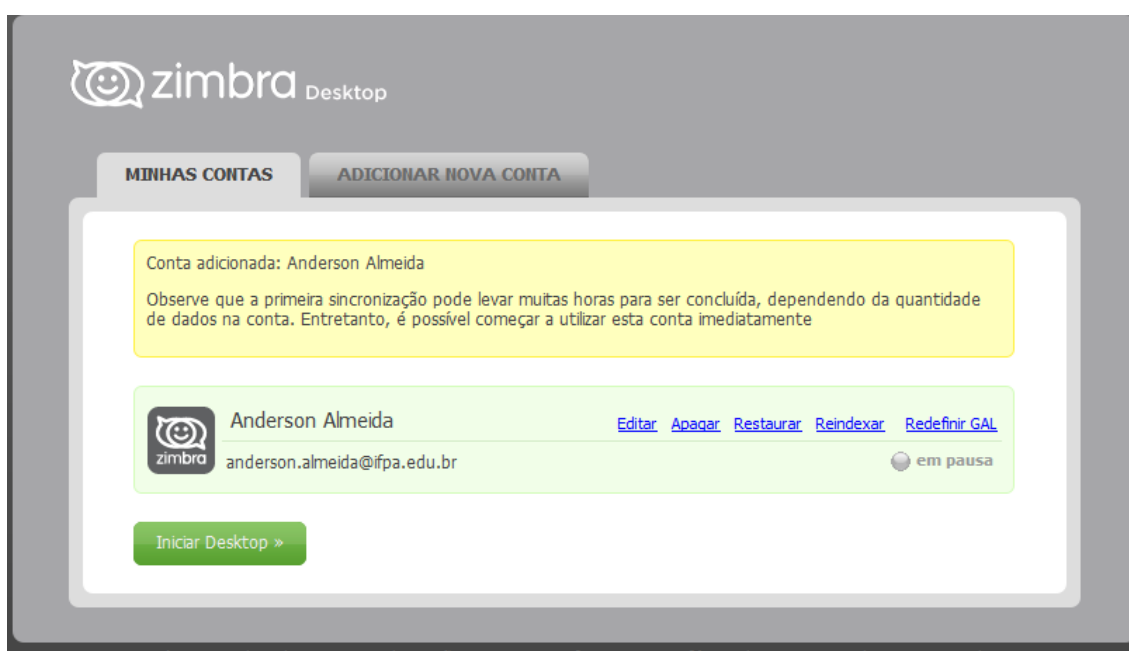 zimbra Desktop
MINHAS CONTAS
ADICIONAR NOVA CONTA
Conta adicionada: Anderson Almeida
Observe que a primeira sincronização pode levar muitas horas para ser concluída, dependendo da quantidade
de dados na conta. Entretanto, é possível começar a utilizar esta conta imediatamente
zimbra
Anderson Almeida
Editar Apagar Restaurar Reindexar Redefinir GAL
anderson.almeida@ifpa.edu.br
em pausa
Iniciar Desktop »